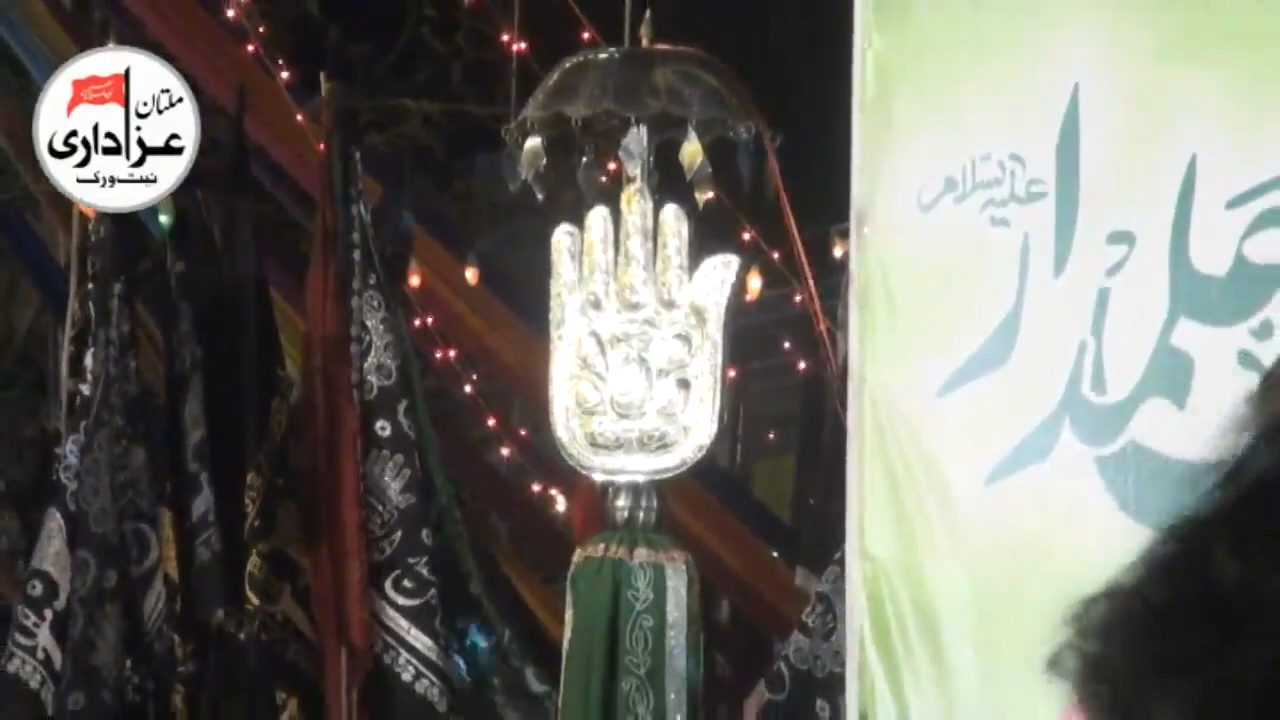 ملتان
عزاداری
نیٹ ورک
علیہ السلام
علمدار